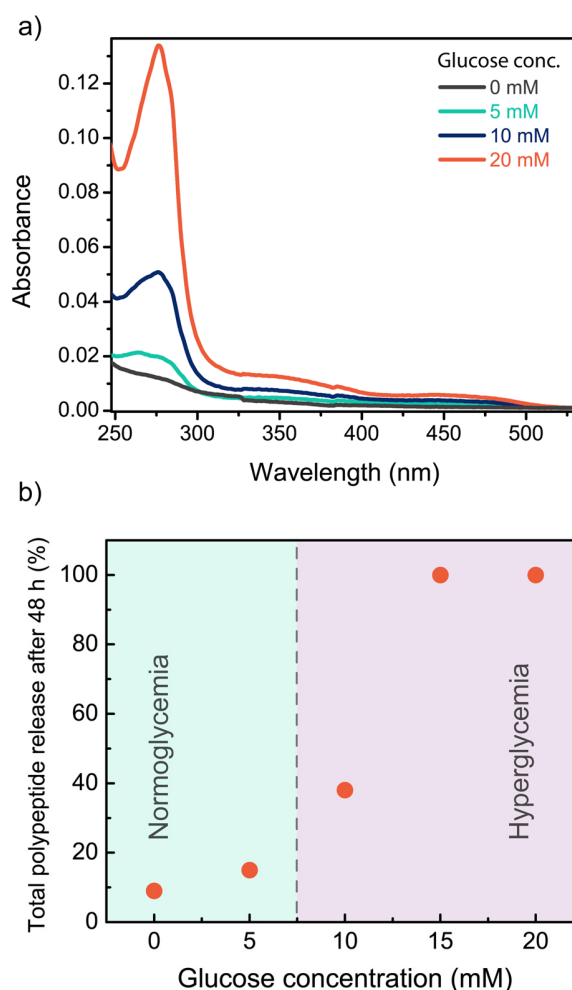 a)
Glucose conc.
0 mM
5 mM
10 mM
20 mM
0.12
0.10
0.08
0.06
0.04
0.02
0.00
Absorbance
250 300 350 400 450 500
Wavelength (nm)
b)
100
80
60
40
20
0
Total polypeptide release after 48 h (%)
Normoglycemia
Hyperglycemia
0 5 10 15 20
Glucose concentration (mM)